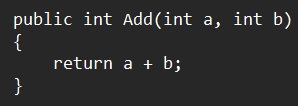 public int Add(int a, int b)
{
    return a + b;
}